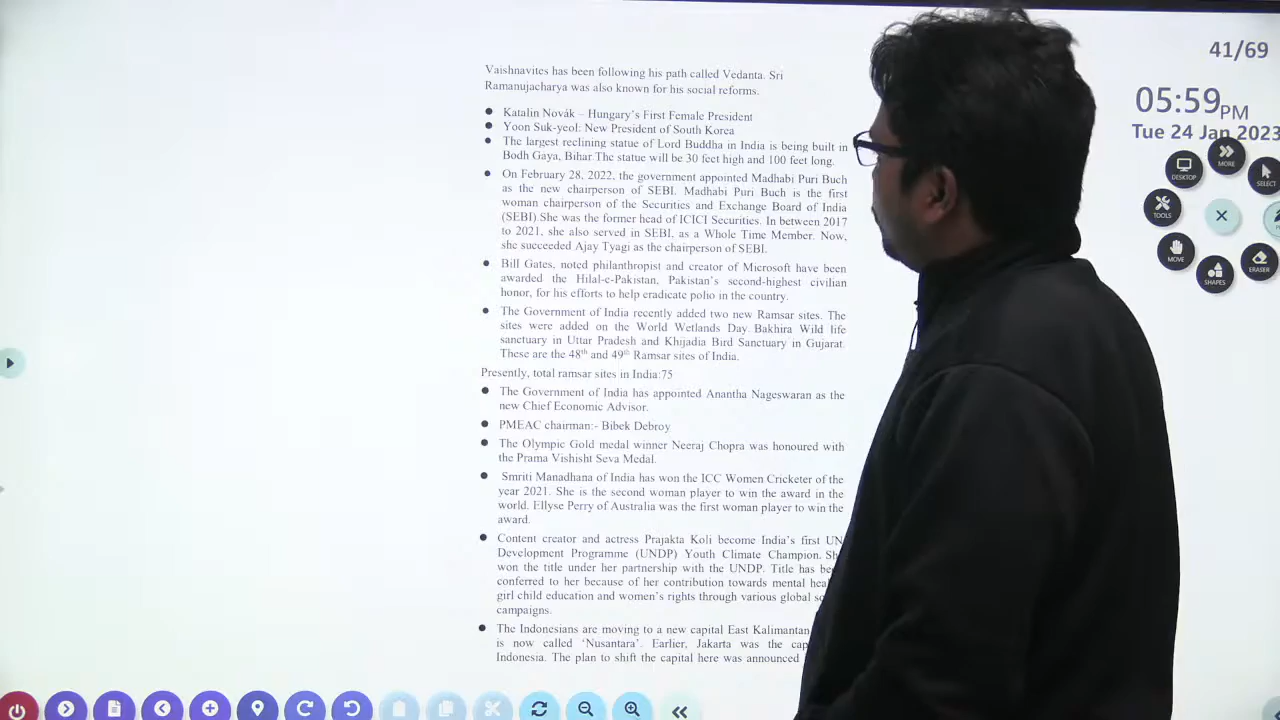 41/69
05:59 PM
Tue 24 Jan 2023
Vaishnavites has been following his path called Vedanta. Sri
Ramanujacharya was also known for his social reforms.
Katalin Novák – Hungary's First Female President
Yoon Suk-yeol: New President of South Korea
The largest reclining statue of Lord Buddha in India is being built in
Bodh Gaya, Bihar. The statue will be 30 feet high and 100 feet long.
On February 28, 2022, the government appointed Madhabi Puri Buch
as the new chairperson of SEBI. Madhabi Puri Buch is the first
woman chairperson of the Securities and Exchange Board of India
(SEBI).She was the former head of ICICI Securities. In between 2017
to 2021, she also served in SEBI, as a Whole Time Member. Now,
she succeeded Ajay Tyagi as the chairperson of SEBI.
Bill Gates, noted philanthropist and creator of Microsoft have been
awarded the Hilal-e-Pakistan, Pakistan's second-highest civilian
honor, for his efforts to help eradicate polio in the country.
The Government of India recently added two new Ramsar sites. The
sites were added on the World Wetlands Day. Bakhira Wild life
sanctuary in Uttar Pradesh and Khijadia Bird Sanctuary in Gujarat.
These are the 48th and 49th Ramsar sites of India.
Presently, total ramsar sites in India:75
The Government of India has appointed Anantha Nageswaran as the
new Chief Economic Advisor.
PMEAC chairman:- Bibek Debroy
The Olympic Gold medal winner Neeraj Chopra was honoured with
the Prama Vishisht Seva Medal.
Smriti Manadhana of India has won the ICC Women Cricketer of the
year 2021. She is the second woman player to win the award in the
world. Ellyse Perry of Australia was the first woman player to win the
award.
Content creator and actress Prajakta Koli become India's first UN
Development Programme (UNDP) Youth Climate Champion.
won the title under her partnership with the UNDP. Title has
conferred to her because of her contribution towards mental
girl child education and women's rights through various global
campaigns.
The Indonesians are moving to a new capital East Kalimantan
is now called 'Nusantara'. Earlier, Jakarta was the
Indonesia. The plan to shift the capital here was announced
MORE
DESKTOP
SELECT
TOOLS
MOVE
SHAPES
ERASER